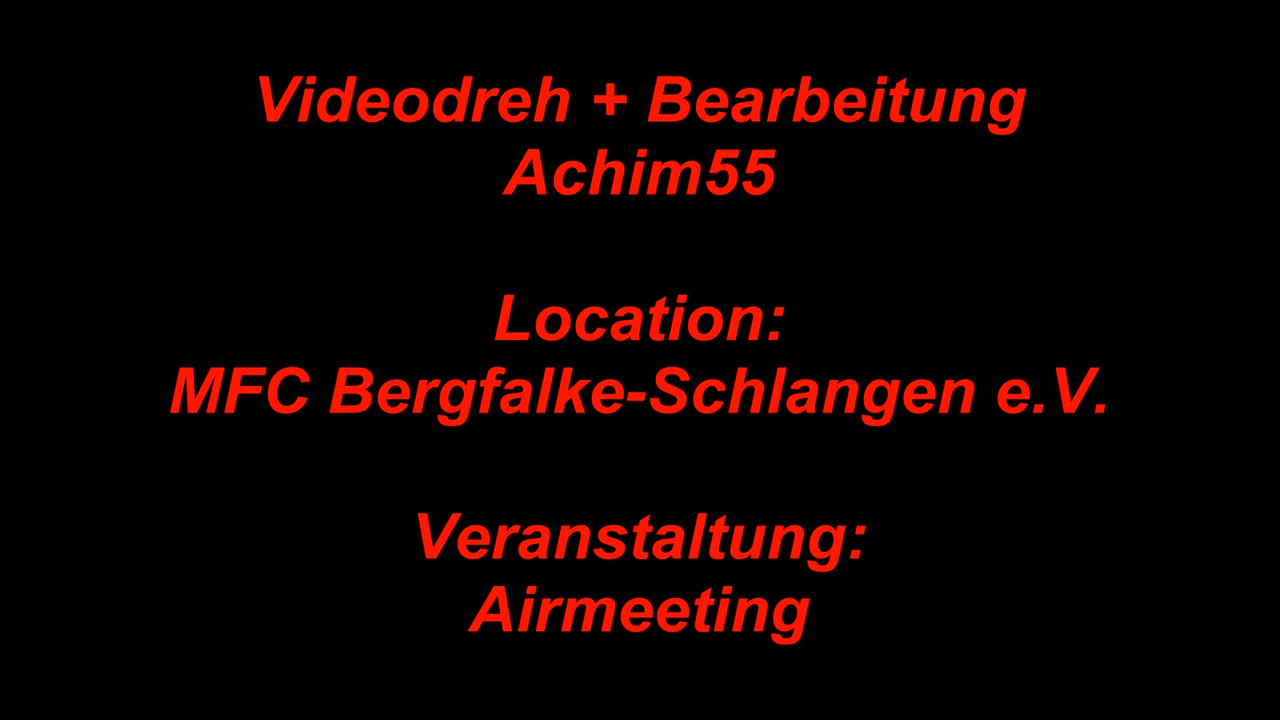 Videodreh + Bearbeitung
Achim55
Location:
MFC Bergfalke-Schlangen e.V.
Veranstaltung:
Airmeeting